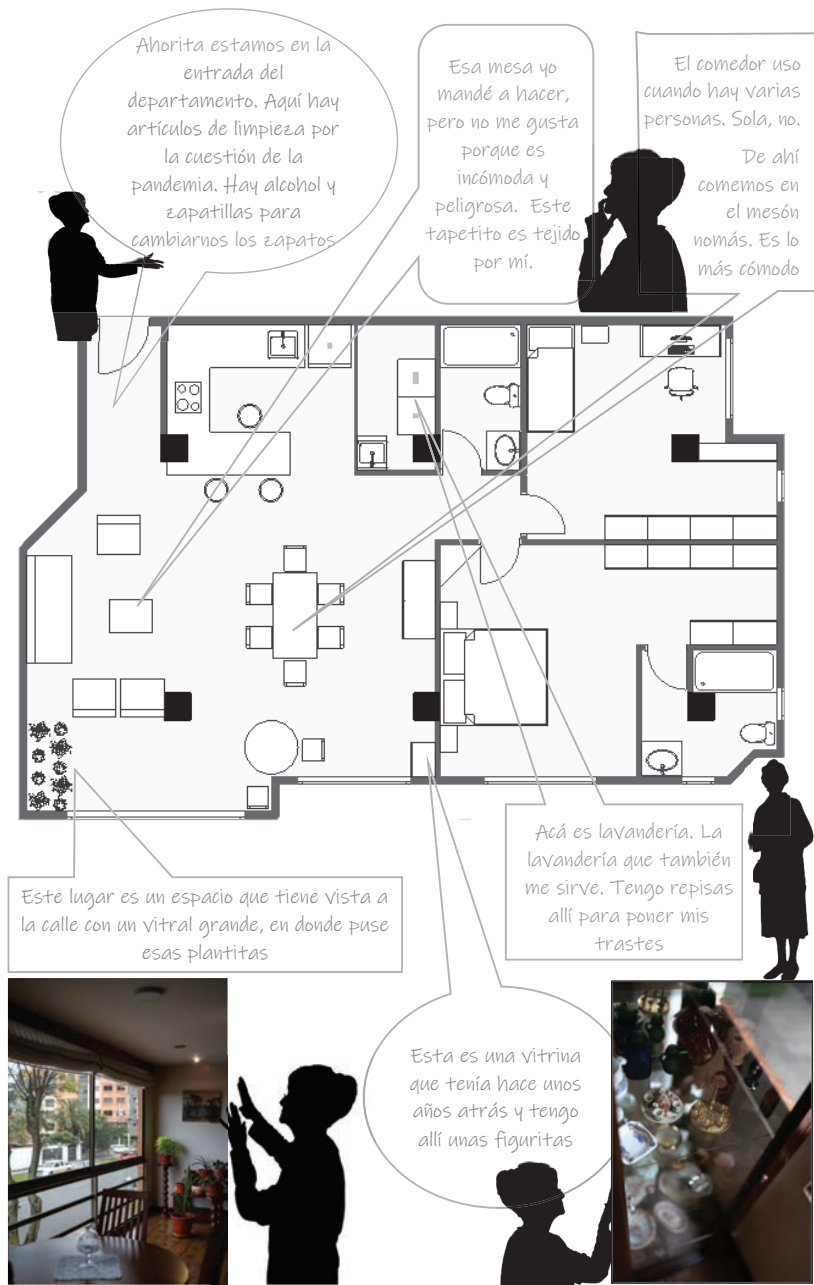 Ahorita estamos en la
entrada del
departamento. Aquí hay
artículos de limpieza por
la cuestión de la
pandemia. Hay alcohol y
zapatillas para
cambiarnos los zapatos
Esa mesa yo
mandé a hacer,
pero no me gusta
porque es
incómoda y
peligrosa. Este
tapetito es tejido
por mí.
El comedor uso
cuando hay varias
personas. Sola, no.
De ahí
comemos en
el mesón
nomás. Es lo
más cómodo
Este lugar es un espacio que tiene vista a
la calle con un vitral grande, en donde puse
esas plantitas
Acá es lavandería. La
lavandería que también
me sirve. Tengo repisas
allí para poner mis
trastes
Esta es una vitrina
que tenía hace unos
años atrás y tengo
allí unas figuritas